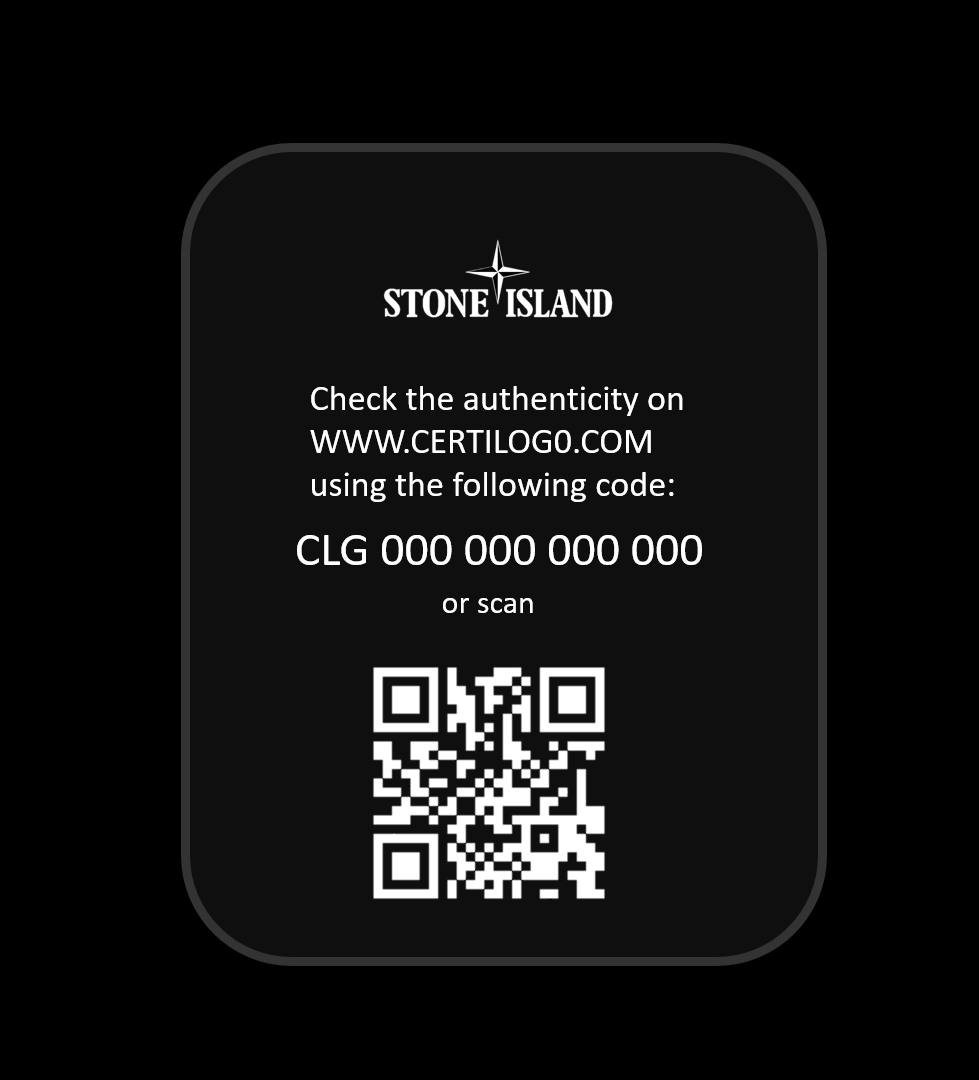 STONE ISLAND
Check the authenticity on
WWW.CERTILOG0.COM
using the following code:
CLG 000 000 000 000
or scan